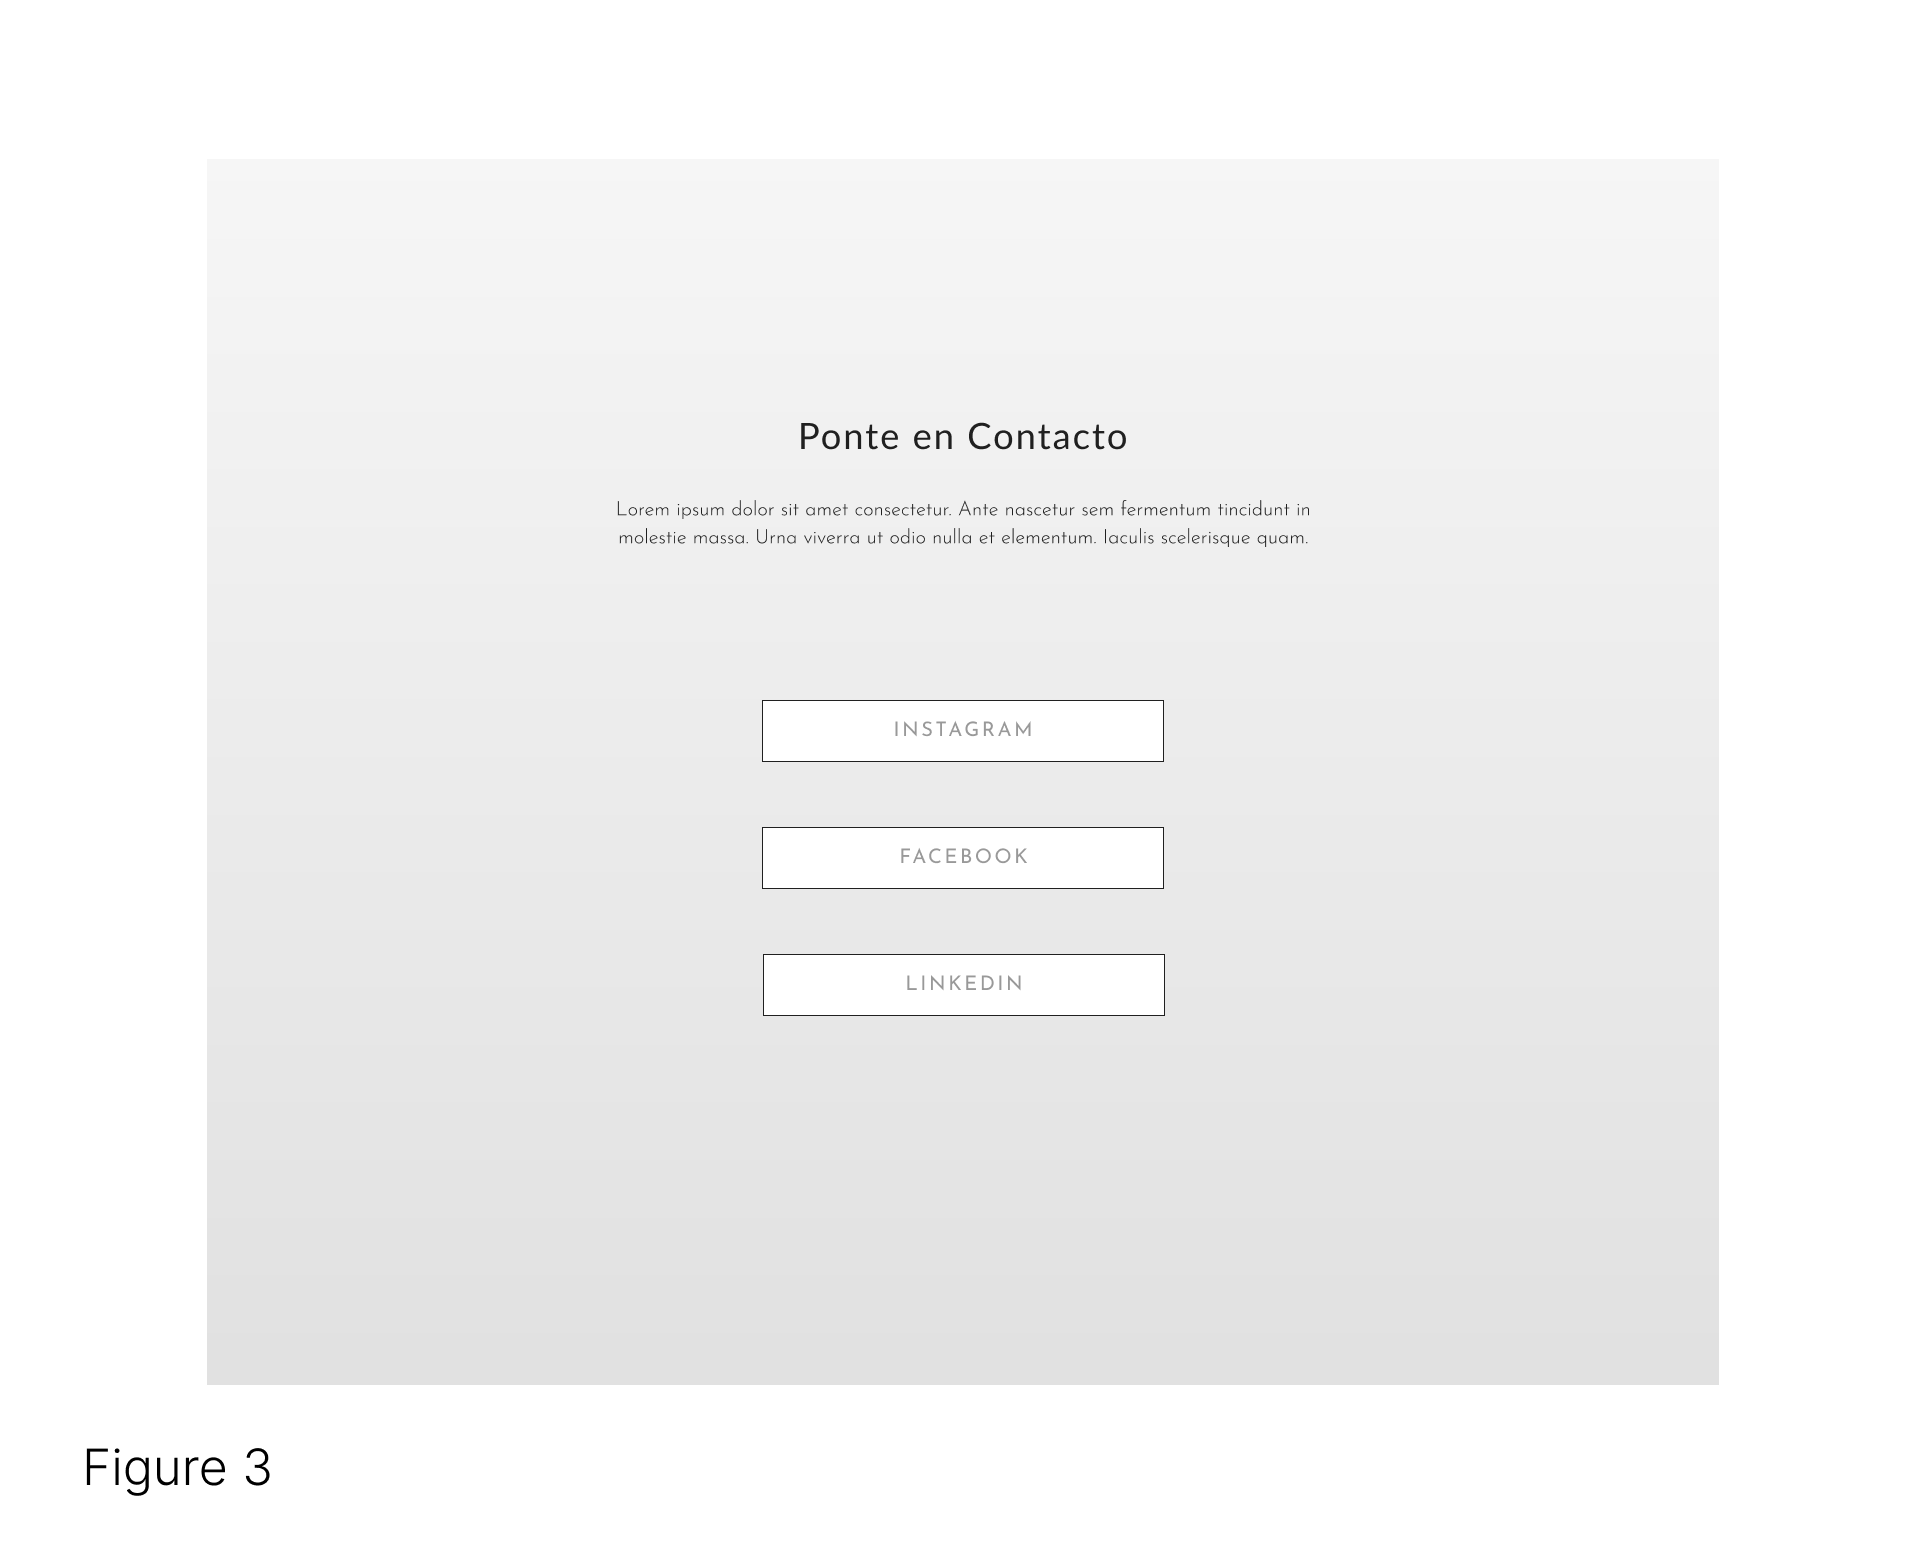 Ponte en Contacto
Lorem ipsum dolor sit amet consectetur. Ante nascetur sem fermentum tincidunt in
molestie massa. Urna viverra ut odio nulla et elementum. Iaculis scelerisque quam.
INSTAGRAM
FACEBOOK
LINKEDIN
Figure 3